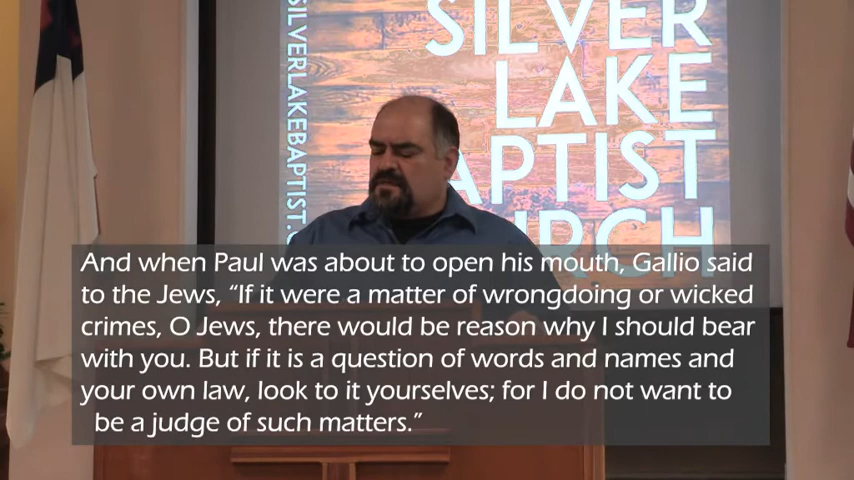 SILVERLAKEBAPTIST.
SILVER
LAKE
BAPTIST
CHURCH
And when Paul was about to open his mouth, Gallio said
to the Jews, “If it were a matter of wrongdoing or wicked
crimes, O Jews, there would be reason why I should bear
with you. But if it is a question of words and names and
your own law, look to it yourselves; for I do not want to
be a judge of such matters.”